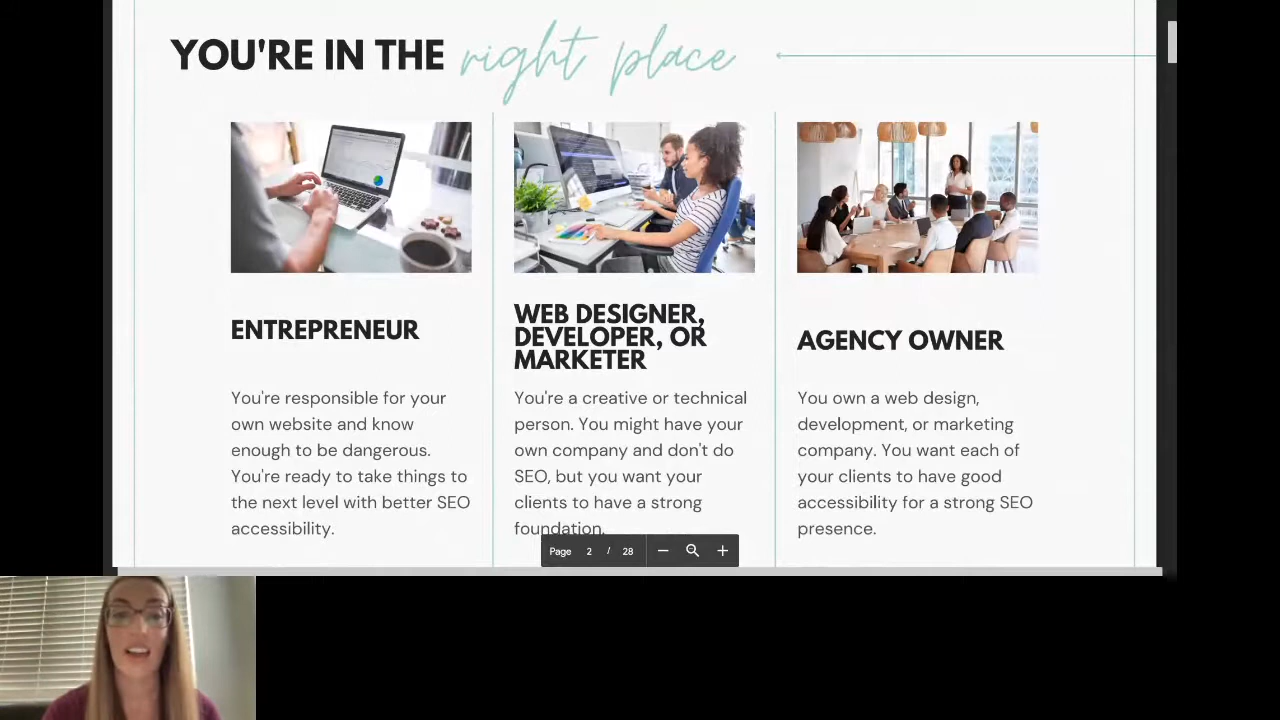 YOU'RE IN THE right place
ENTREPRENEUR
You're responsible for your
own website and know
enough to be dangerous.
You're ready to take things to
the next level with better SEO
accessibility.
WEB DESIGNER,
DEVELOPER, OR
MARKETER
You're a creative or technical
person. You might have your
own company and don't do
SEO, but you want your
clients to have a strong
foundation.
AGENCY OWNER
You own a web design,
development, or marketing
company. You want each of
your clients to have good
accessibility for a strong SEO
presence.
Page 2 / 28